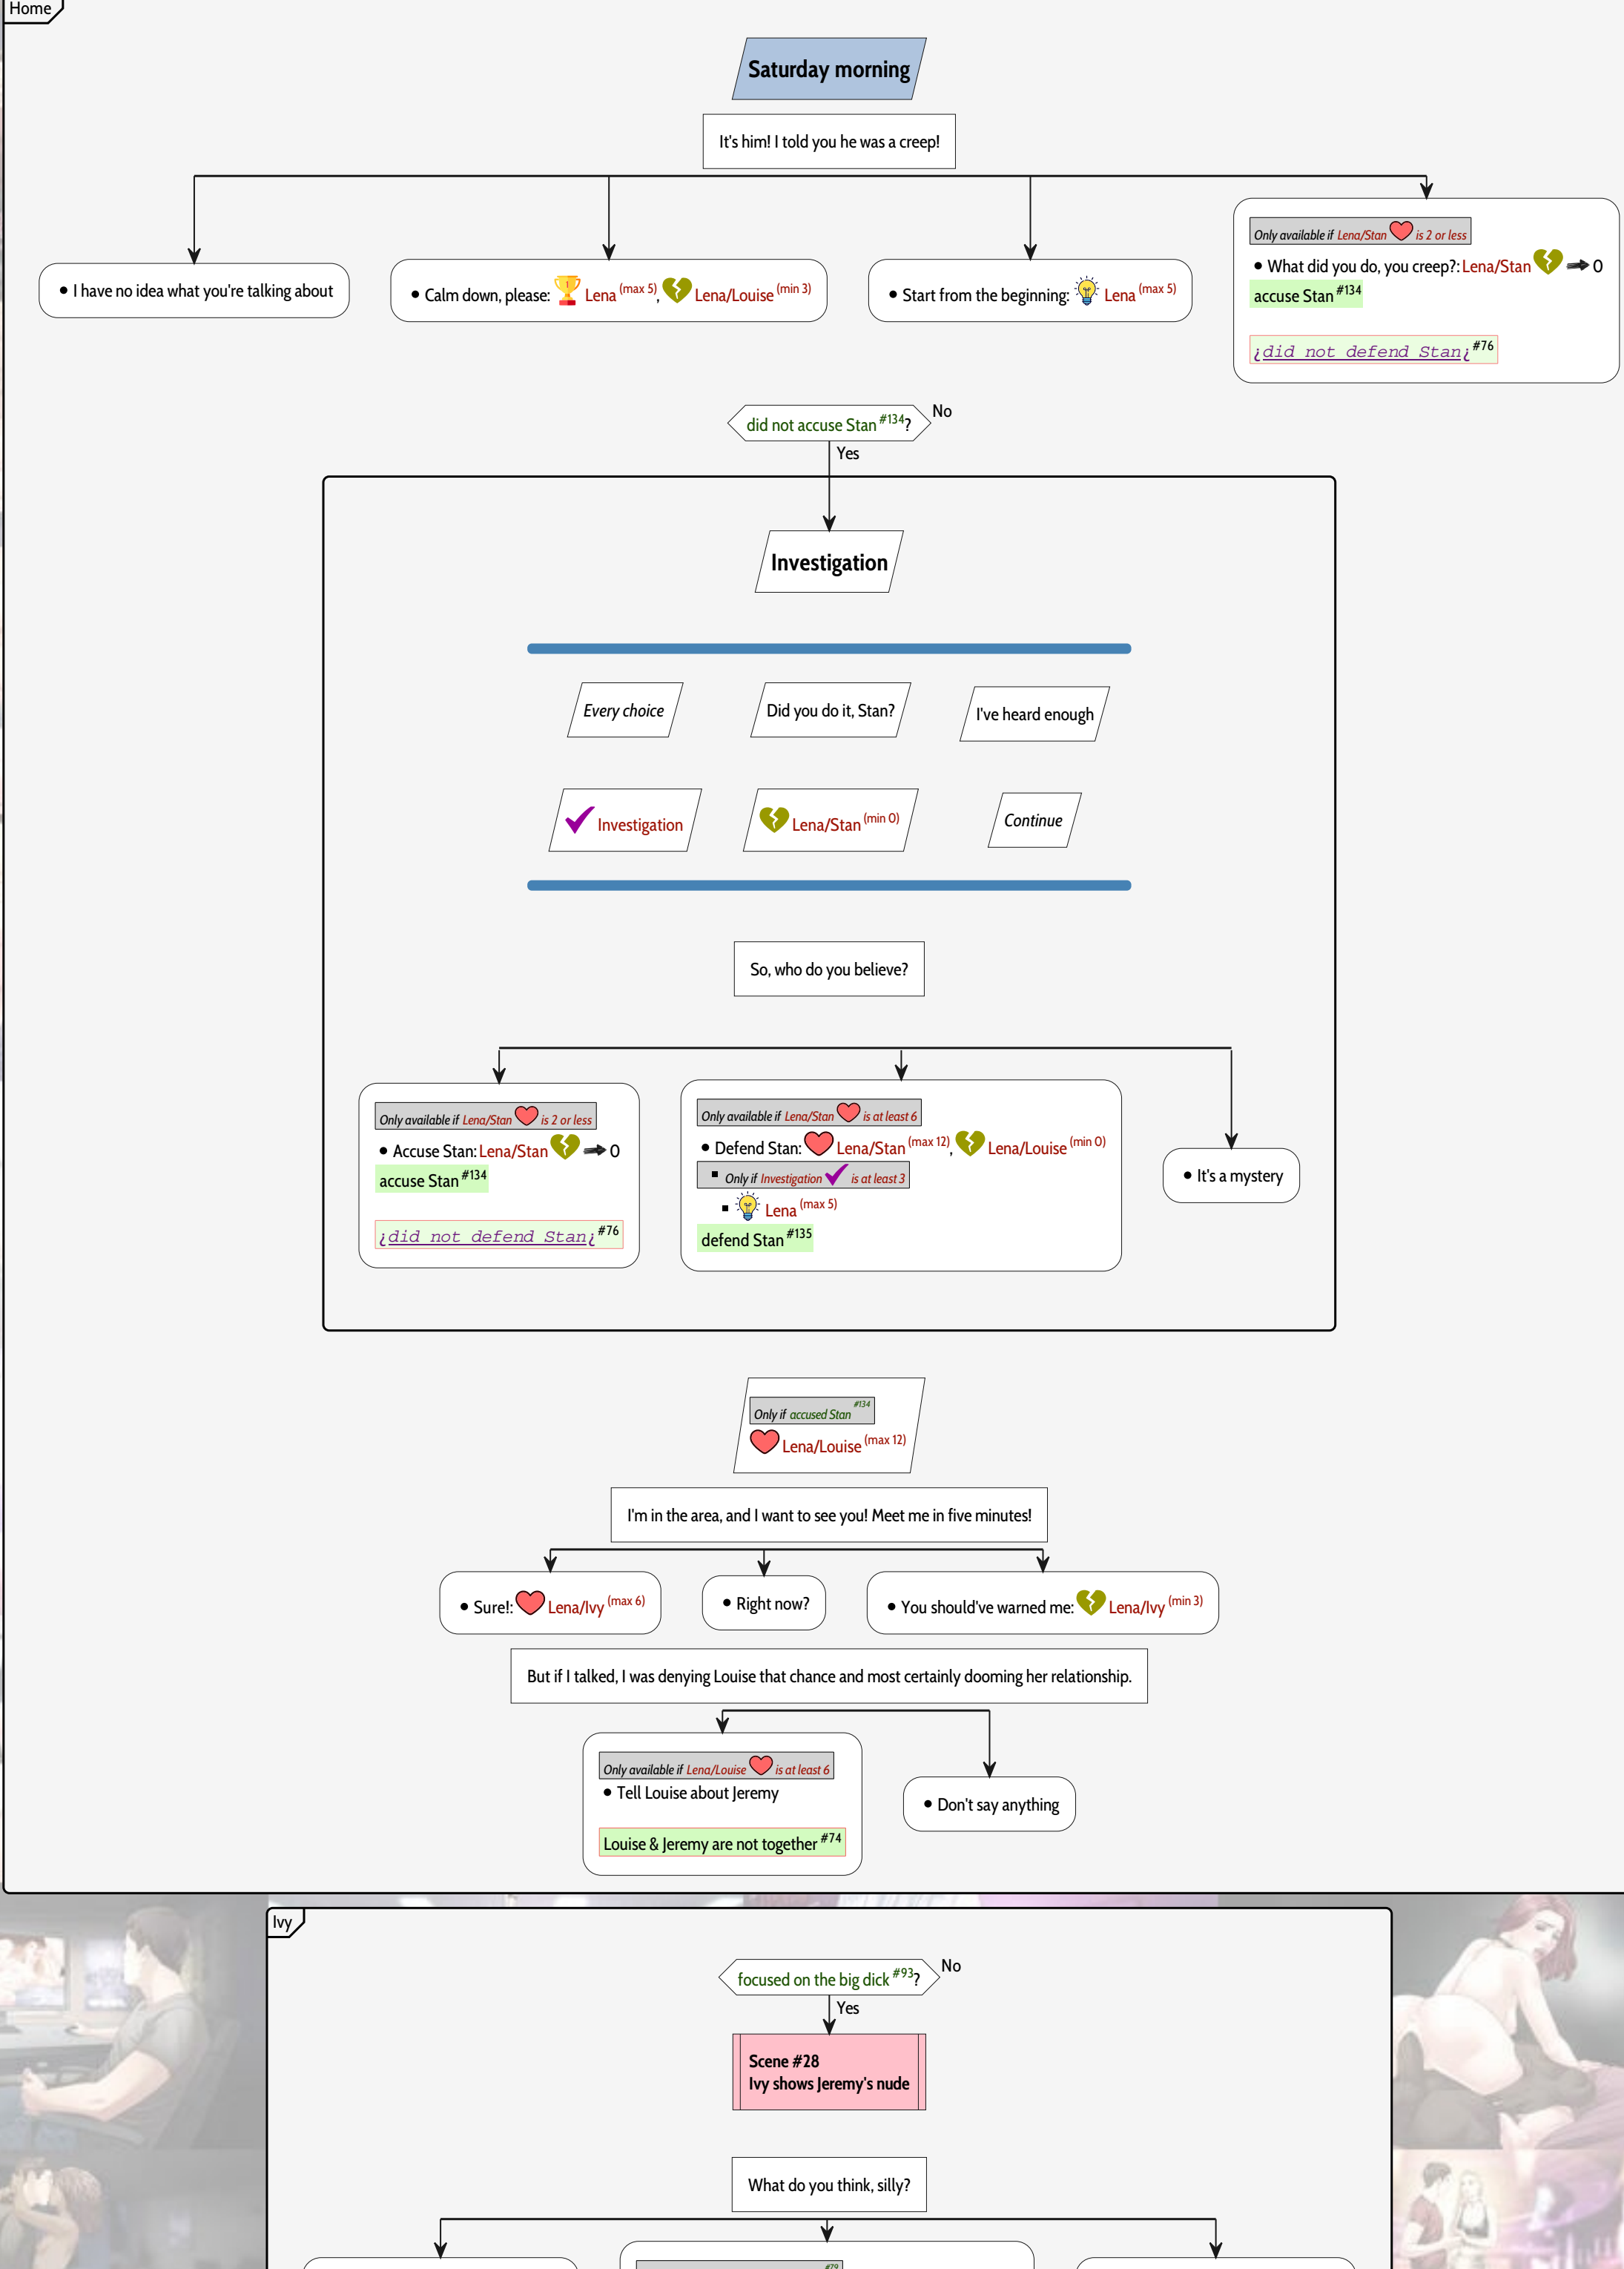 Home
Saturday morning
It's him! I told you he was a creep!
• I have no idea what you're talking about
• Calm down, please: Lena (max 5), Lena/Louise (min 3)
• Start from the beginning: Lena (max 5)
Only available if Lena/Stan is 2 or less
• What did you do, you creep?: Lena/Stan 0
accuse Stan #134
¿did not defend Stan¿ #76
did not accuse Stan #134?
No
Yes
Investigation
Every choice
Did you do it, Stan?
I've heard enough
Investigation
Lena/Stan (min 0)
Continue
So, who do you believe?
Only available if Lena/Stan is 2 or less
• Accuse Stan: Lena/Stan 0
accuse Stan #134
¿did not defend Stan¿ #76
Only available if Lena/Stan is at least 6
• Defend Stan: Lena/Stan (max 12), Lena/Louise (min 0)
▪ Only if Investigation is at least 3
▪ Lena (max 5)
defend Stan #135
• It's a mystery
Only if accused Stan #134
Lena/Louise (max 12)
I'm in the area, and I want to see you! Meet me in five minutes!
• Sure!: Lena/Ivy (max 6)
• Right now?
• You should've warned me: Lena/Ivy (min 3)
But if I talked, I was denying Louise that chance and most certainly dooming her relationship.
Only available if Lena/Louise is at least 6
• Tell Louise about Jeremy
Louise & Jeremy are not together #74
• Don't say anything
Ivy
focused on the big dick #93?
No
Yes
Scene #28
Ivy shows Jeremy's nude
What do you think, silly?
#79